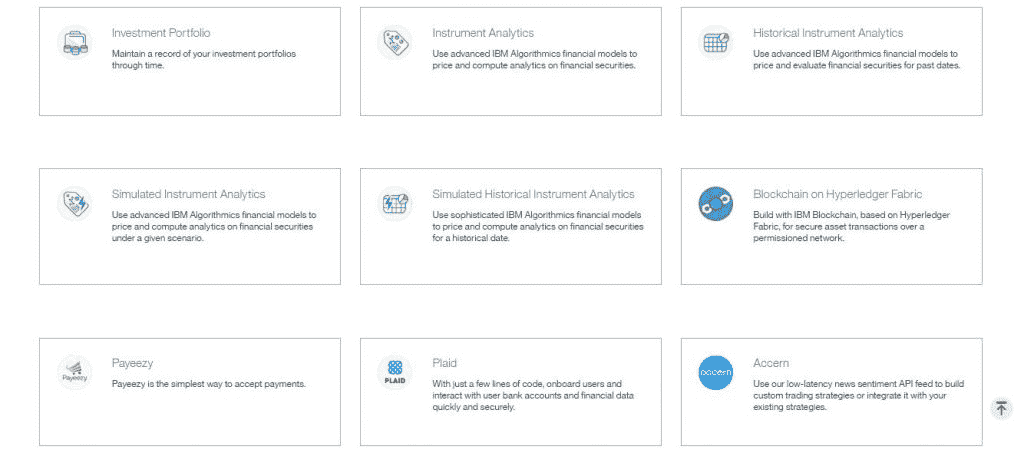 Investment Portfolio
Maintain a record of your investment portfolios
through time.
Instrument Analytics
Use advanced IBM Algorithmics financial models to
price and compute analytics on financial securities.
Historical Instrument Analytics
Use advanced IBM Algorithmics financial models to
price and evaluate financial securities for past dates.
Simulated Instrument Analytics
Use advanced IBM Algorithmics financial models to
price and compute analytics on financial securities
under a given scenario.
Simulated Historical Instrument Analytics
Use sophisticated IBM Algorithmics financial models
to price and compute analytics on financial securities
for a historical date.
Blockchain on Hyperledger Fabric
Build with IBM Blockchain, based on Hyperledger
Fabric, for secure asset transactions over a
permissioned network.
Payeezy
Payeezy
Payeezy is the simplest way to accept payments.
PLAID
Plaid
With just a few lines of code, onboard users and
interact with user bank accounts and financial data
quickly and securely.
accern
Accern
Use our low-latency news sentiment API feed to build
custom trading strategies or integrate it with your
existing strategies.